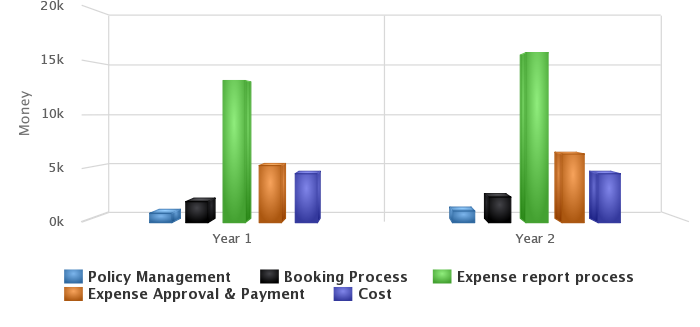 20k
15k
10k
5k
0k
Money
Year 1
Year 2
Policy Management
Booking Process
Expense report process
Expense Approval & Payment
Cost